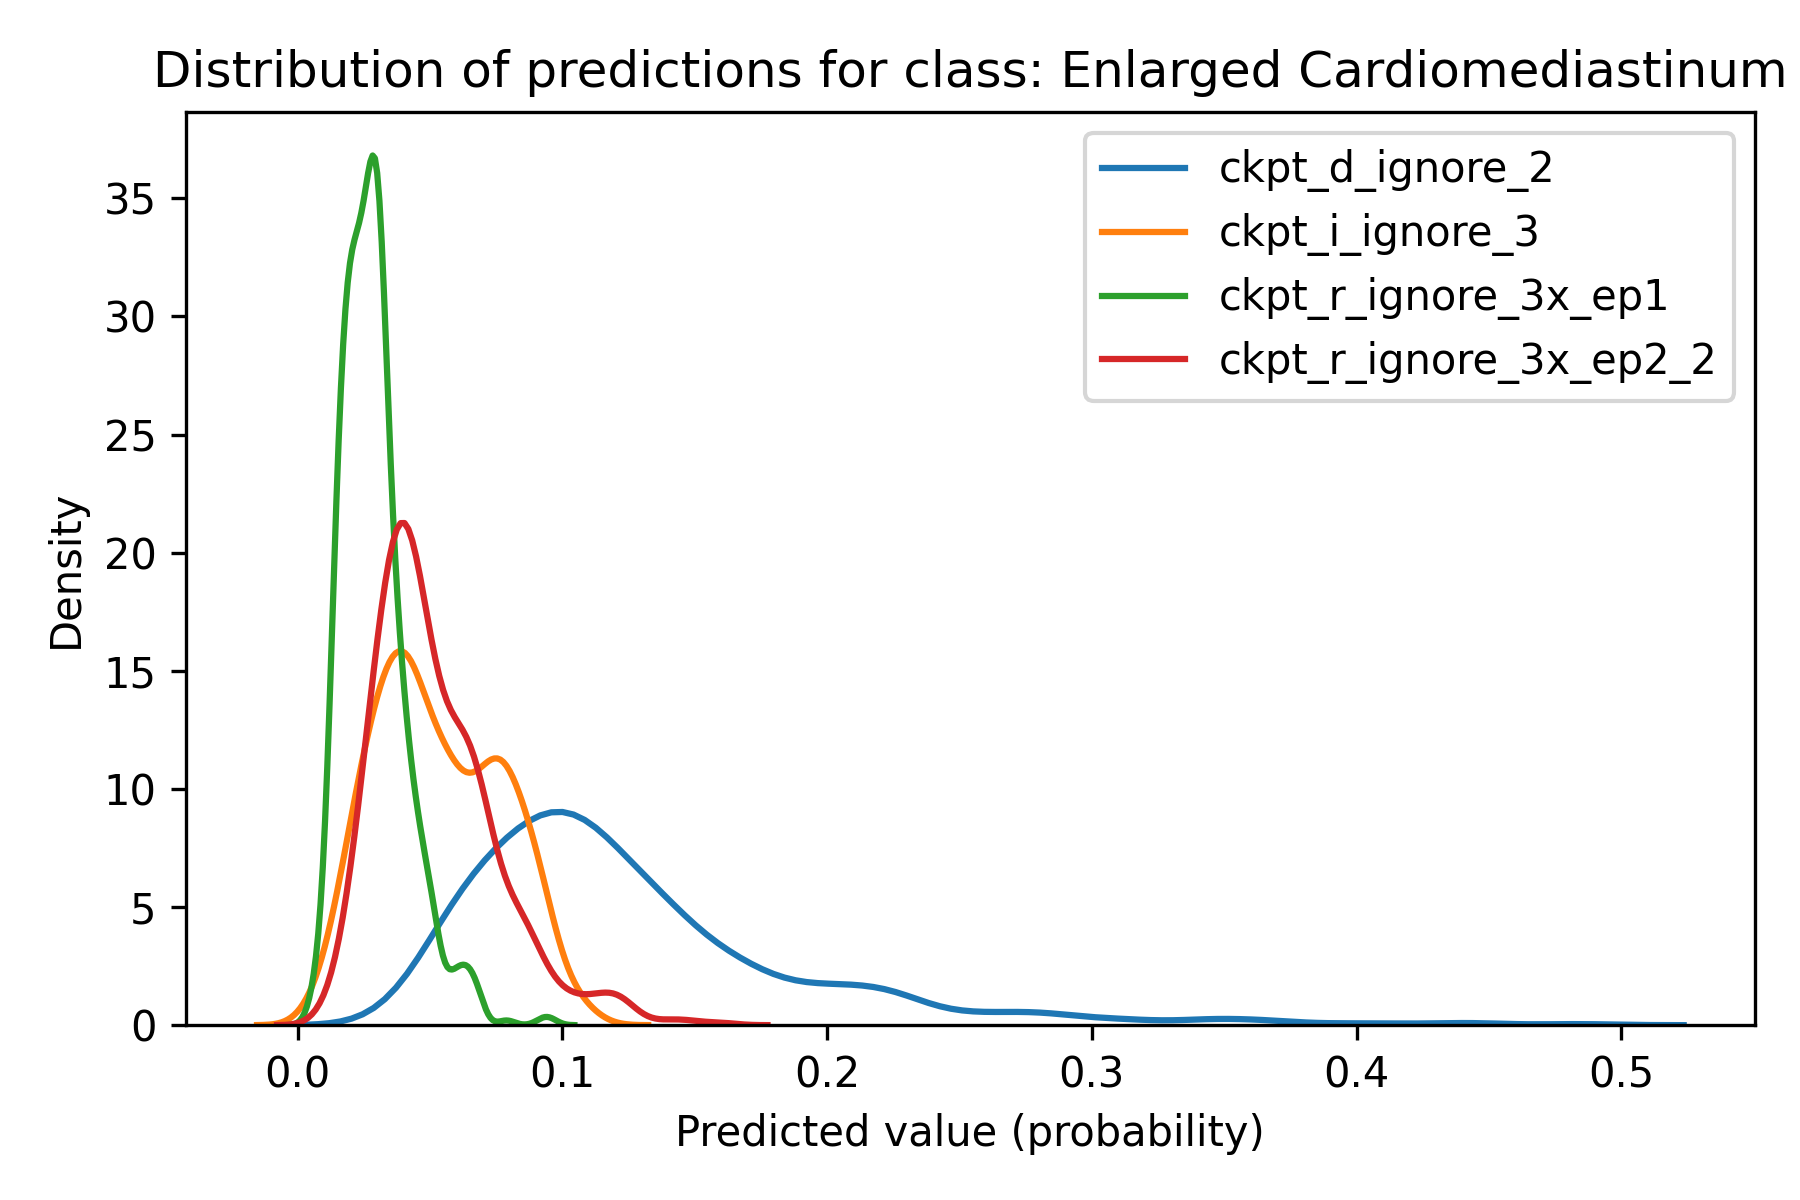 Distribution of predictions for class: Enlarged Cardiomediastinum
ckpt_d_ignore_2
ckpt_i_ignore_3
ckpt_r_ignore_3x_ep1
ckpt_r_ignore_3x_ep2_2
Density
35
30
25
20
15
10
5
0
0.0 0.1 0.2 0.3 0.4 0.5
Predicted value (probability)